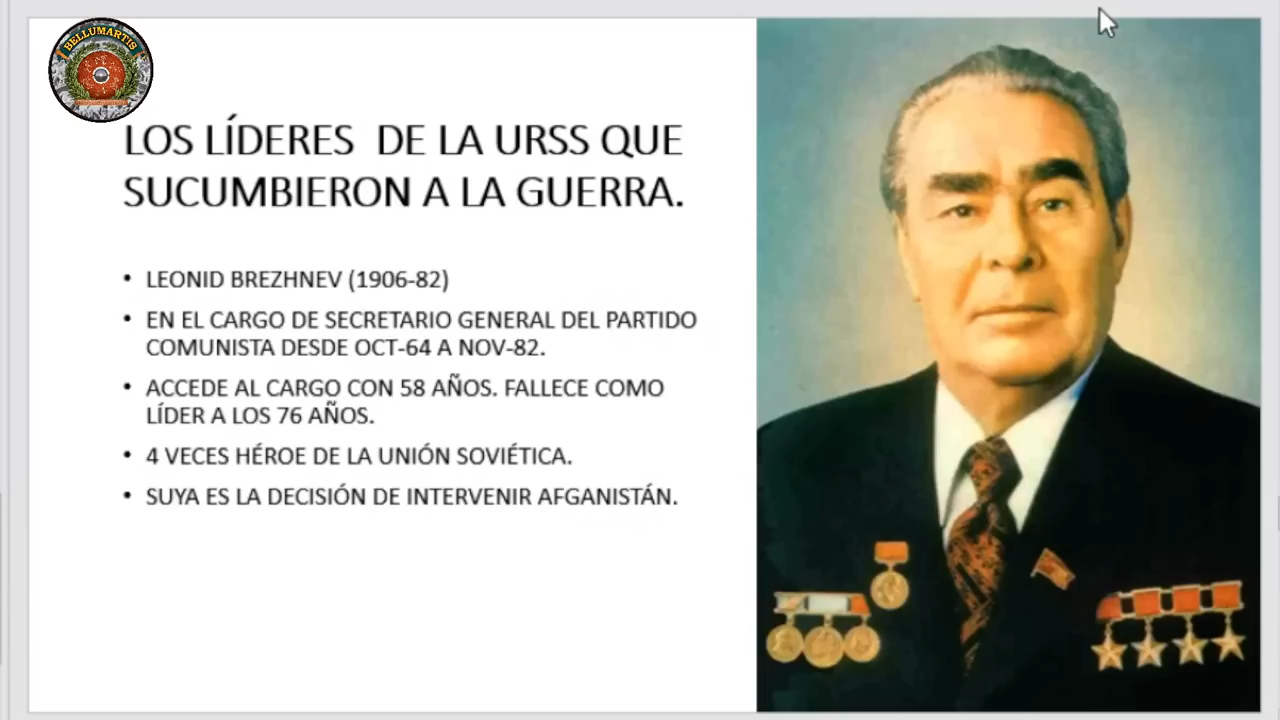 BELLUMARTIS
LOS LÍDERES DE LA URSS QUE
SUCUMBIERON A LA GUERRA.
• LEONID BREZHNEV (1906-82)
• EN EL CARGO DE SECRETARIO GENERAL DEL PARTIDO
COMUNISTA DESDE OCT-64 A NOV-82.
• ACCEDE AL CARGO CON 58 AÑOS. FALLECE COMO
LÍDER A LOS 76 AÑOS.
• 4 VECES HÉROE DE LA UNIÓN SOVIÉTICA.
• SUYA ES LA DECISIÓN DE INTERVENIR AFGANISTÁN.